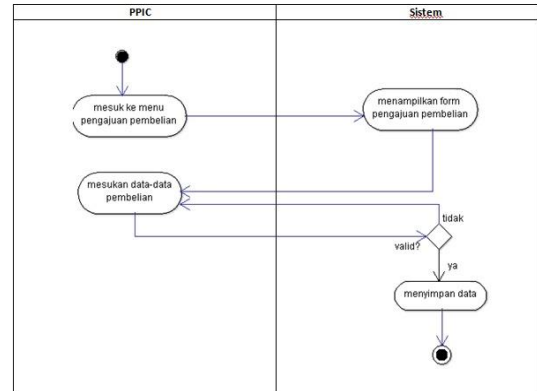 PPIC
Sistem
mesuk ke menu
pengajuan pembelian
menampilkan form
pengajuan pembelian
mesukan data-data
pembelian
tidak
valid?
ya
menyimpan data